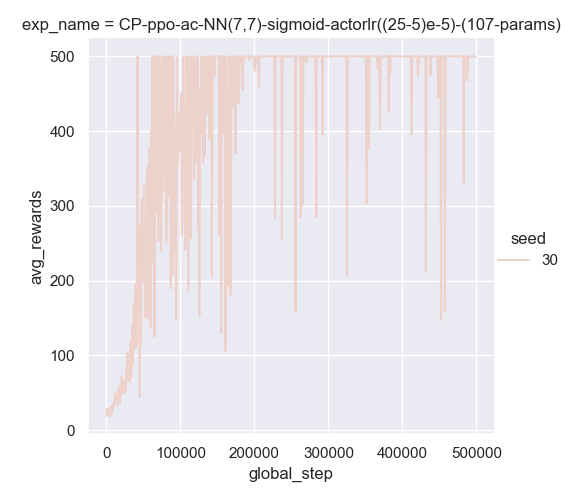 exp_name = CP-ppo-ac-NN(7,7)-sigmoid-actorlr((25-5)e-5)-(107-params)
500
400
300
200
100
0
avg_rewards
0 100000 200000 300000 400000 500000
global_step
seed
30